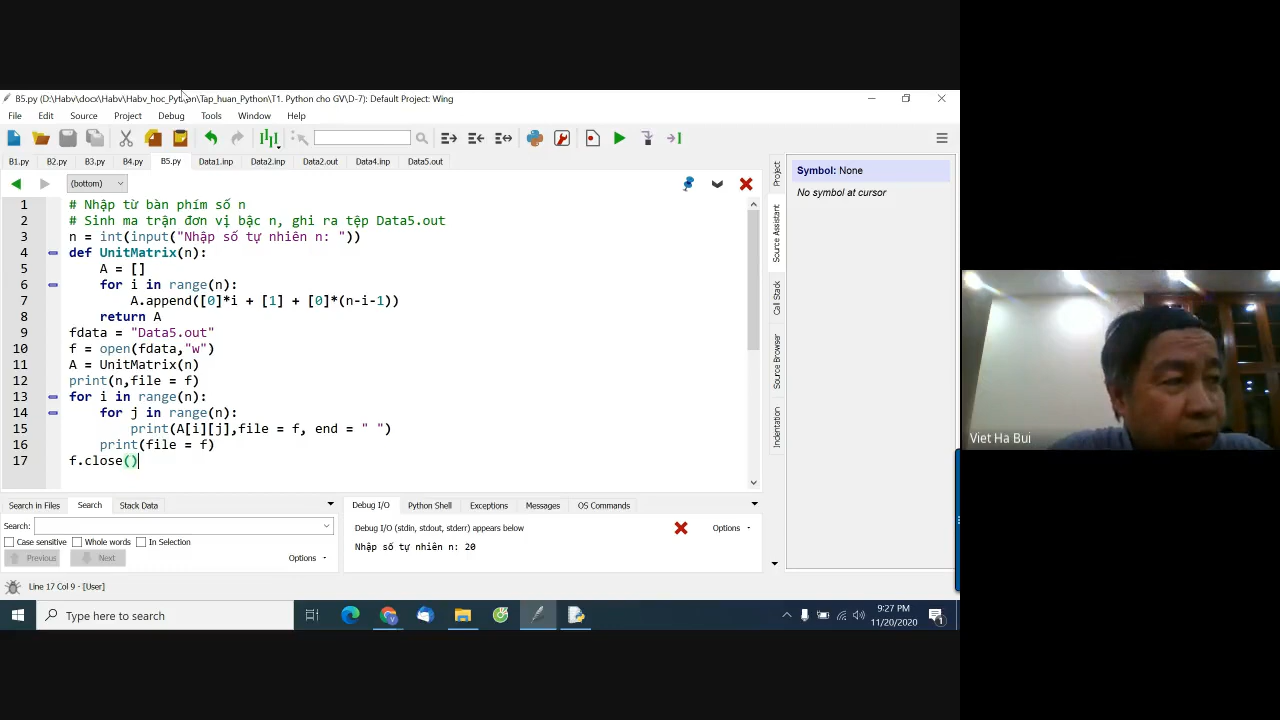 B5.py (D:\Habv\docx\Habv\Habv_hoc_Python\Tap_huan_Python\T1. Python cho GV\D-7): Default Project: Wing
File Edit Source Project Debug Tools Window Help
B1.py B2.py B3.py B4.py B5.py Data1.inp Data2.inp Data2.out Data4.inp Data5.out
(bottom)
1 # Nhập từ bàn phím số n
2 # Sinh ma trận đơn vị bậc n, ghi ra tệp Data5.out
3 n = int(input("Nhập số tự nhiên n: "))
4 def UnitMatrix(n):
5 A = []
6 for i in range(n):
7 A.append([0]*i + [1] + [0]*(n-i-1))
8 return A
9 fdata = "Data5.out"
10 f = open(fdata,"w")
11 A = UnitMatrix(n)
12 print(n,file = f)
13 for i in range(n):
14 for j in range(n):
15 print(A[i][j],file = f, end = " ")
16 print(file = f)
17 f.close()
Project
Source Assistant
Call Stack
Source Browser
Indentation
Symbol: None
No symbol at cursor
Viet Ha Bui
Search in Files Search Stack Data
Search:
Case sensitive Whole words In Selection
Previous Next Options
Debug I/O Python Shell Exceptions Messages OS Commands
Debug I/O (stdin, stdout, stderr) appears below Options
Nhập số tự nhiên n: 20
Line 17 Col 9 - [User]
Type here to search
9:27 PM
11/20/2020
1